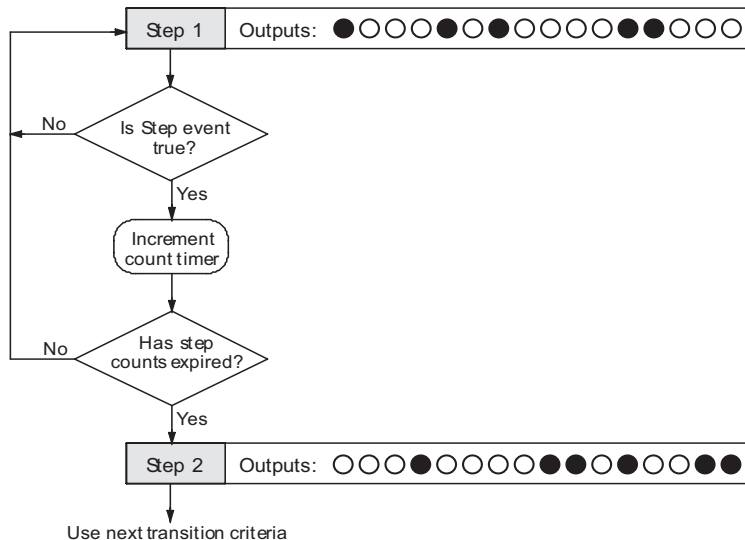 Step 1 Outputs:
Is Step event
true?
No
Yes
Increment
count timer
Has step
counts expired?
No
Yes
Step 2 Outputs:
Use next transition criteria